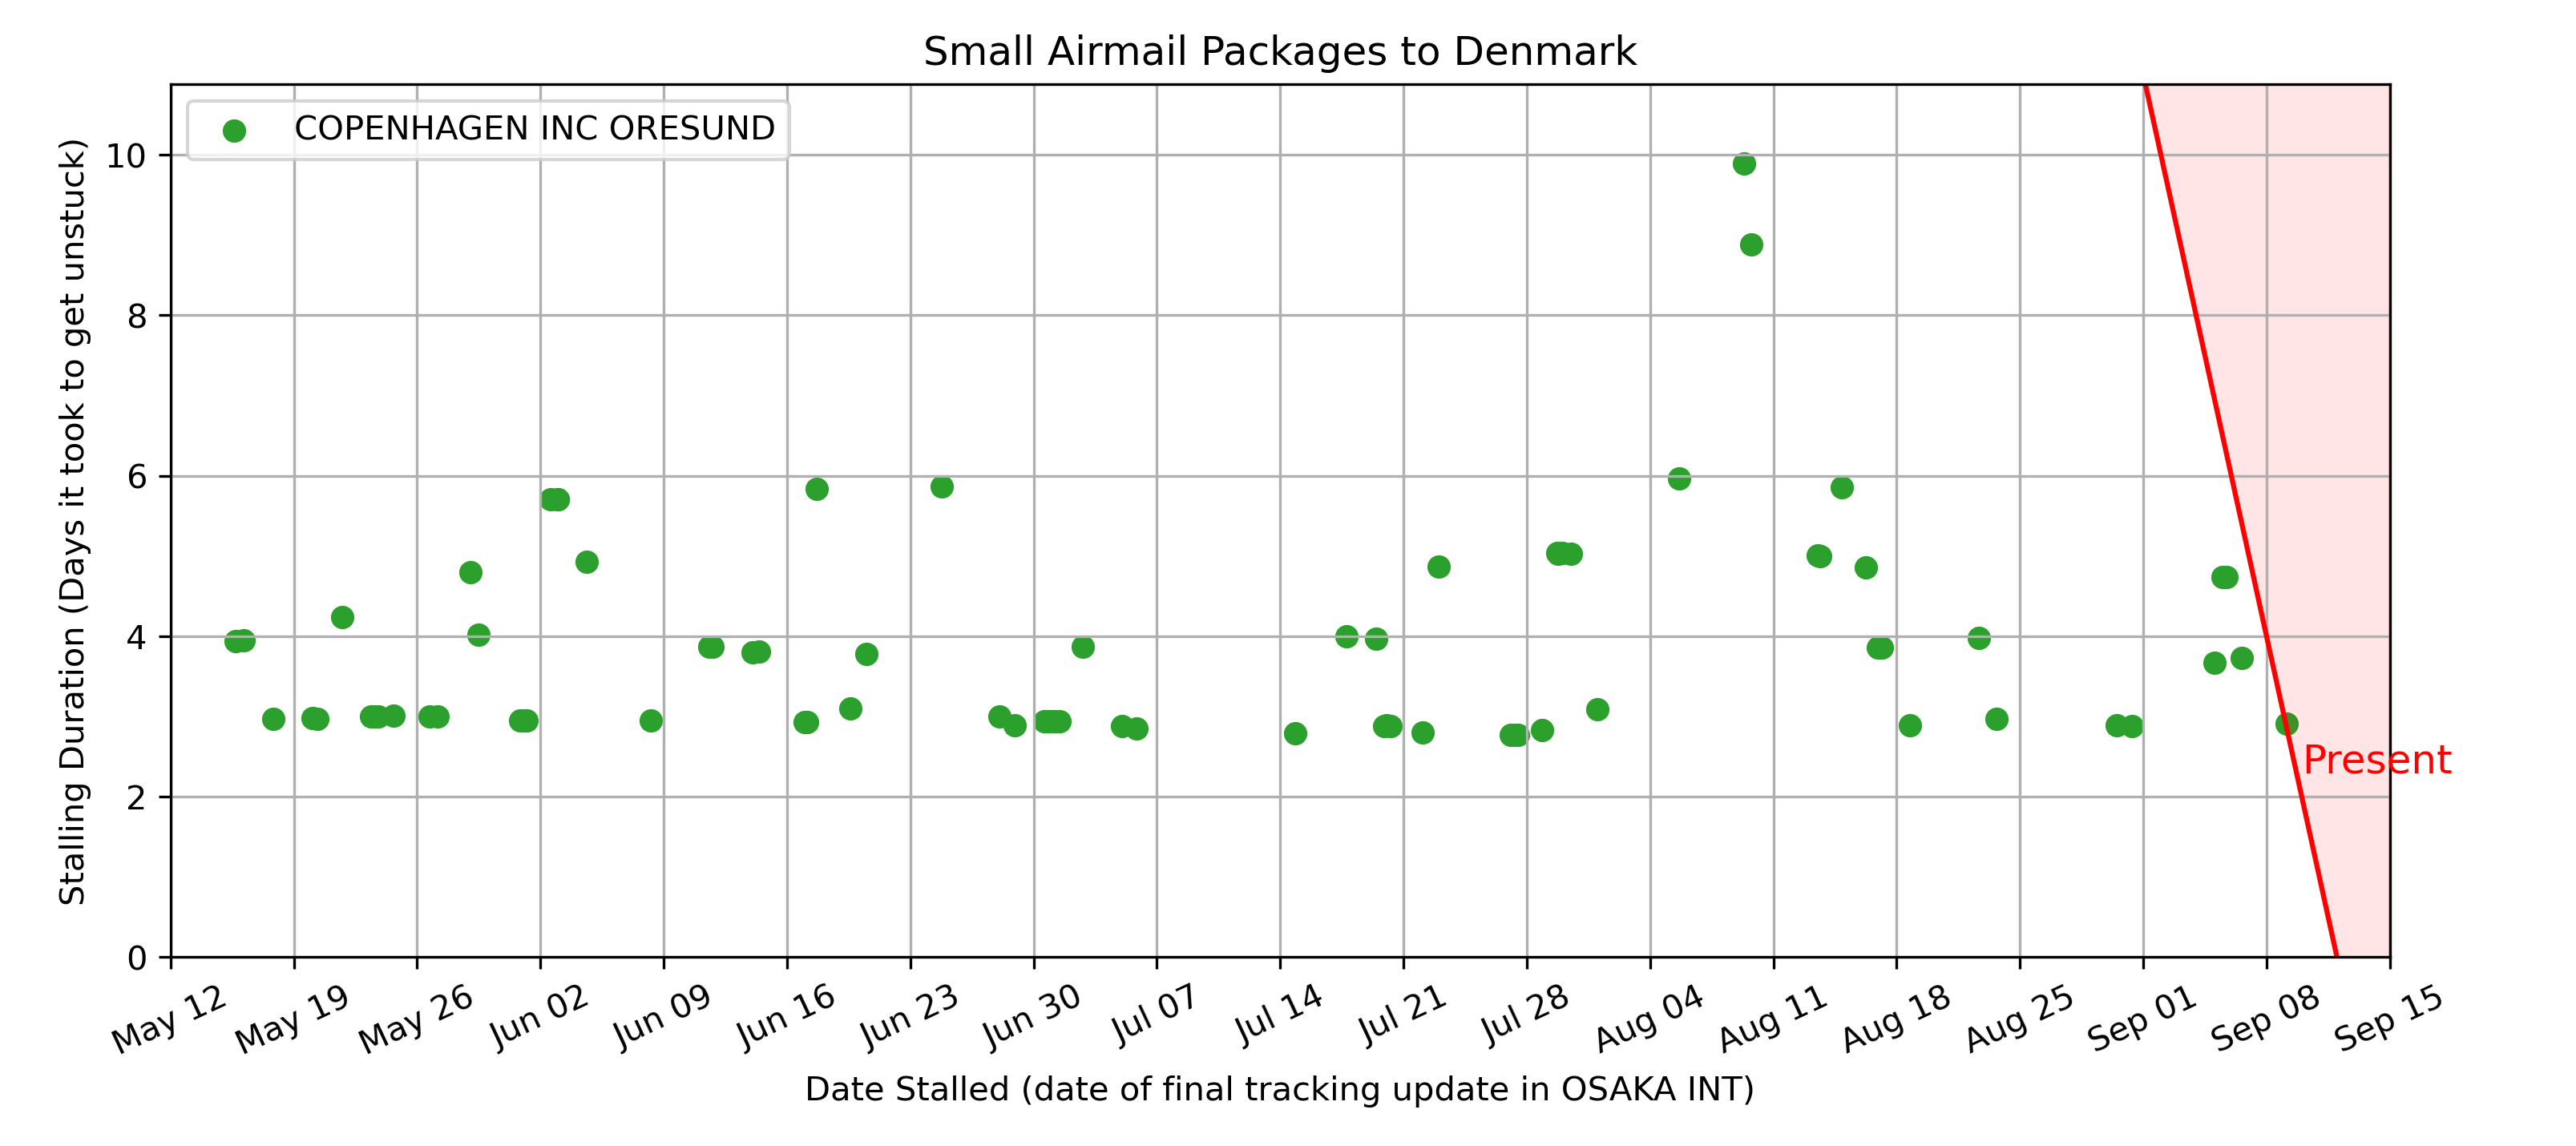 Small Airmail Packages to Denmark
COPENHAGEN INC ORESUND
Stalling Duration (Days it took to get unstuck)
10
8
6
4
2
0
Present
May 12
May 19
May 26
Jun 02
Jun 09
Jun 16
Jun 23
Jun 30
Jul 07
Jul 14
Jul 21
Jul 28
Aug 04
Aug 11
Aug 18
Aug 25
Sep 01
Sep 08
Sep 15
Date Stalled (date of final tracking update in OSAKA INT)